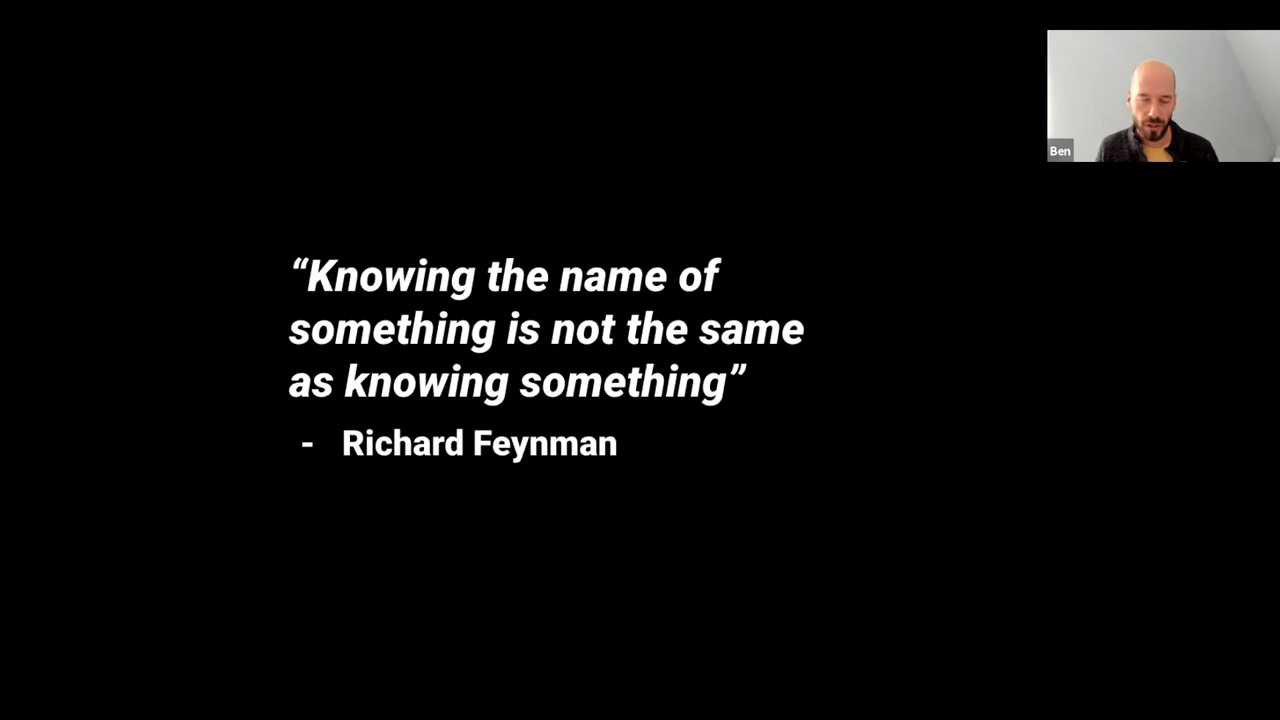 “Knowing the name of
something is not the same
as knowing something”
- Richard Feynman
Ben